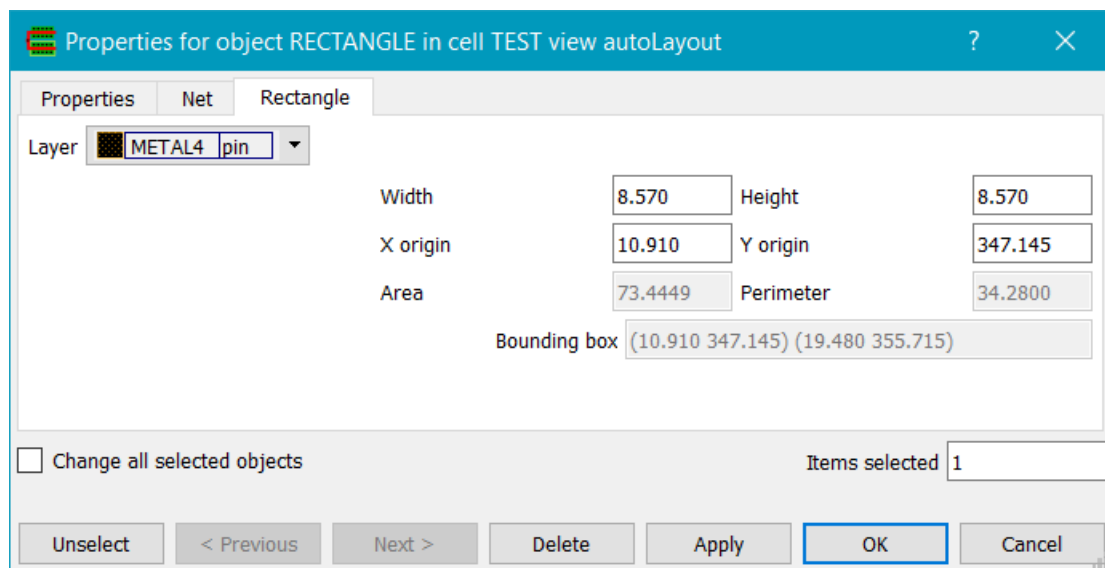 Properties for object RECTANGLE in cell TEST view autoLayout ? ×
Properties Net Rectangle
Layer METAL4 pin
Width 8.570 Height 8.570
X origin 10.910 Y origin 347.145
Area 73.4449 Perimeter 34.2800
Bounding box (10.910 347.145) (19.480 355.715)
Change all selected objects Items selected 1
Unselect < Previous Next > Delete Apply OK Cancel